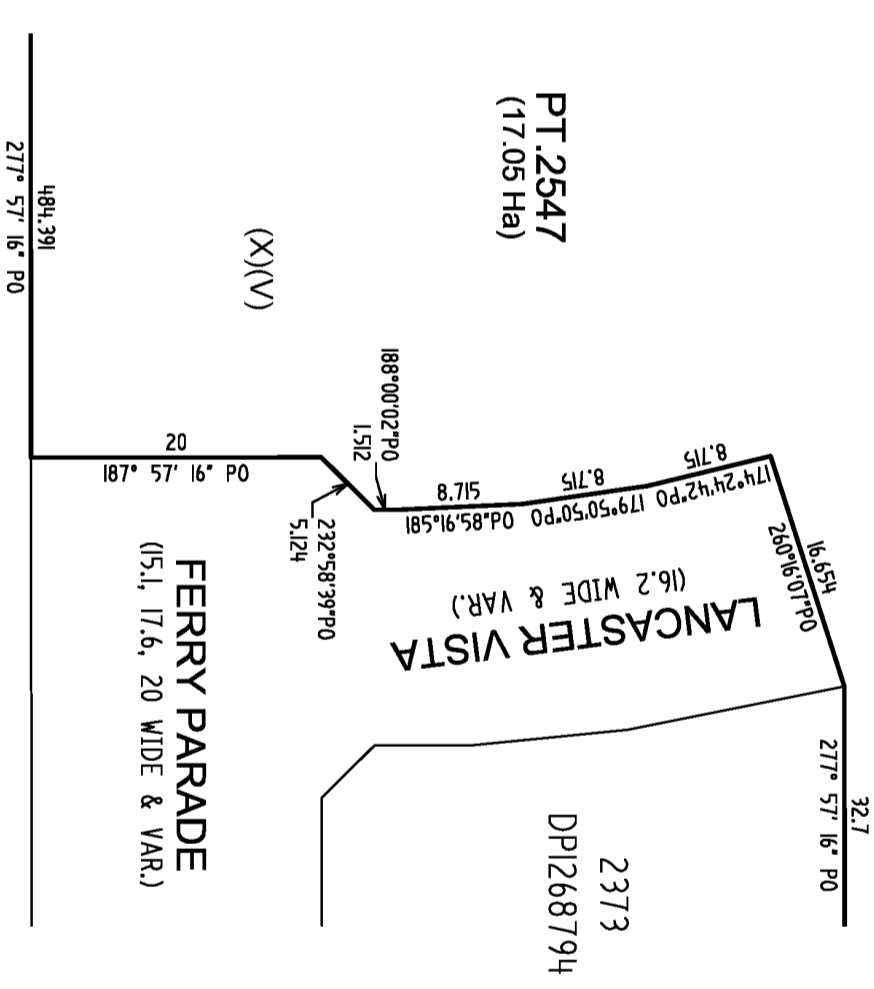 PT.2547
(17.05 Ha)
(X)(V)
484.391
277° 57' 16" PO
20
187° 57' 16" PO
188°00'02"PO
1.512
232°58'39"PO
5.124
8.715
185°16'58"PO
8.715
179°50'50"PO
8.715
174°24'42"PO
16.654
260°16'07"PO
32.7
277° 57' 16" PO
LANCASTER VISTA
(16.2 WIDE & VAR.)
FERRY PARADE
(15.1, 17.6, 20 WIDE & VAR.)
2373
DP1268794